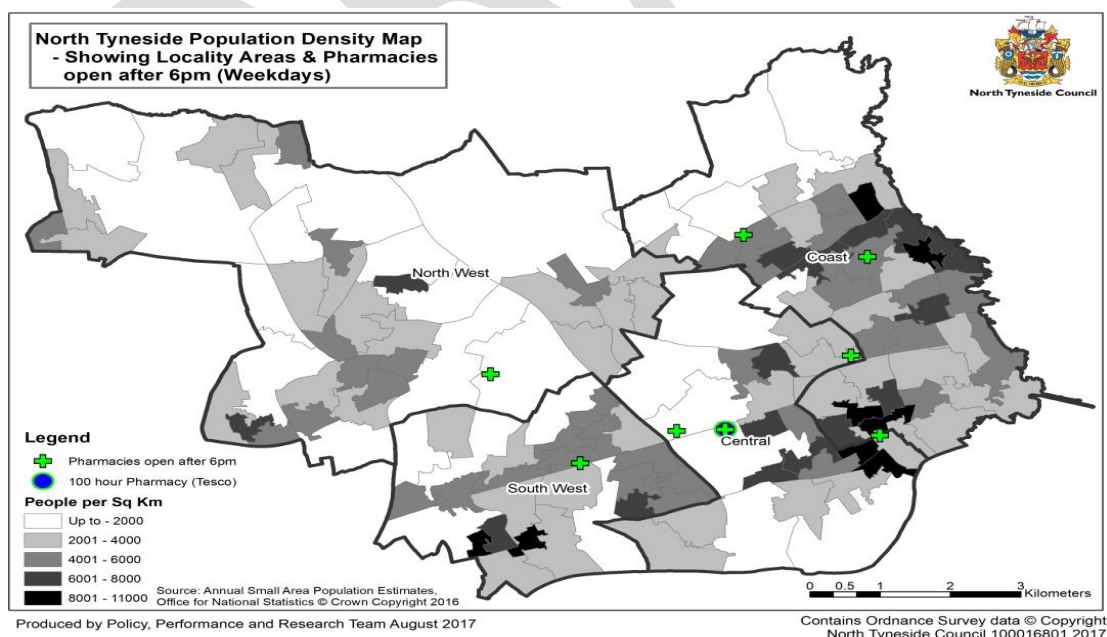 North Tyneside Population Density Map
- Showing Locality Areas & Pharmacies
open after 6pm (Weekdays)
North Tyneside Council
North West
Coast
Central
South West
Legend
Pharmacies open after 6pm
100 hour Pharmacy (Tesco)
People per Sq Km
Up to - 2000
2001 - 4000
4001 - 6000
6001 - 8000
8001 - 11000
Source: Annual Small Area Population Estimates,
Office for National Statistics © Crown Copyright 2016
0 0.5 1 2 3
Kilometers
Produced by Policy, Performance and Research Team August 2017
Contains Ordnance Survey data © Copyright
North Tyneside Council 100016801 2017